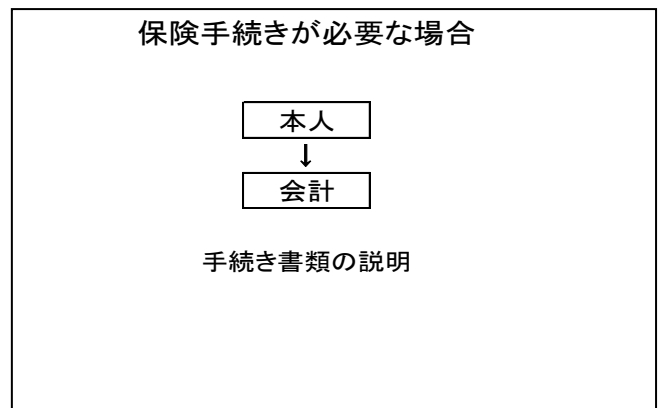 保険手続きが必要な場合
本人
↓
会計
手続き書類の説明